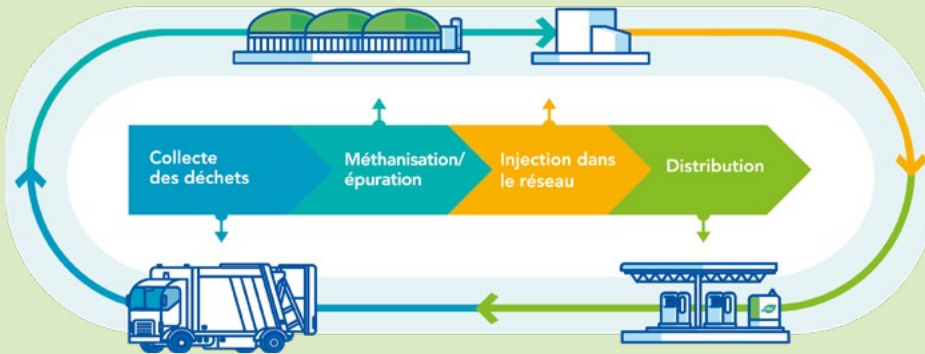 Collecte
des déchets
Méthanisation/
épuration
Injection dans
le réseau
Distribution